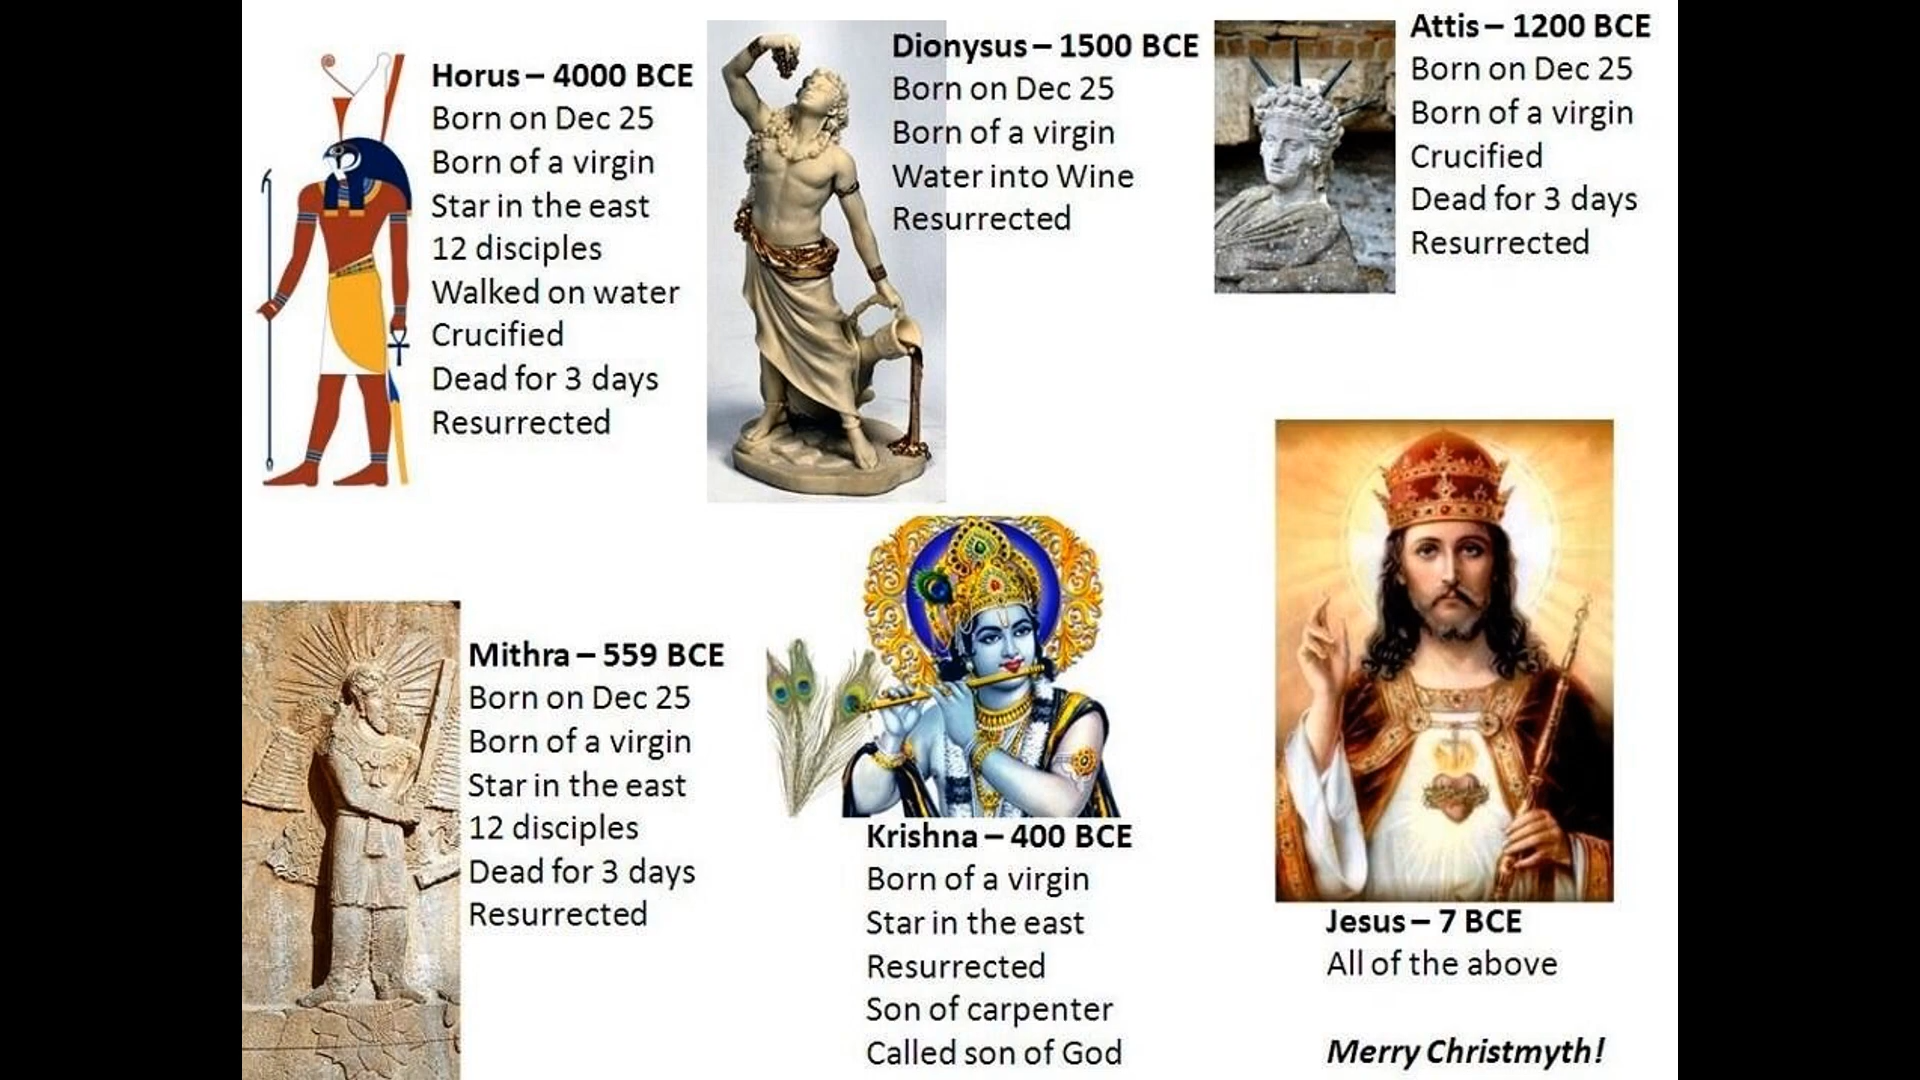 Horus – 4000 BCE
Born on Dec 25
Born of a virgin
Star in the east
12 disciples
Walked on water
Crucified
Dead for 3 days
Resurrected
Dionysus – 1500 BCE
Born on Dec 25
Born of a virgin
Water into Wine
Resurrected
Attis – 1200 BCE
Born on Dec 25
Born of a virgin
Crucified
Dead for 3 days
Resurrected
Mithra – 559 BCE
Born on Dec 25
Born of a virgin
Star in the east
12 disciples
Dead for 3 days
Resurrected
Krishna – 400 BCE
Born of a virgin
Star in the east
Resurrected
Son of carpenter
Called son of God
Jesus – 7 BCE
All of the above
Merry Christmyth!